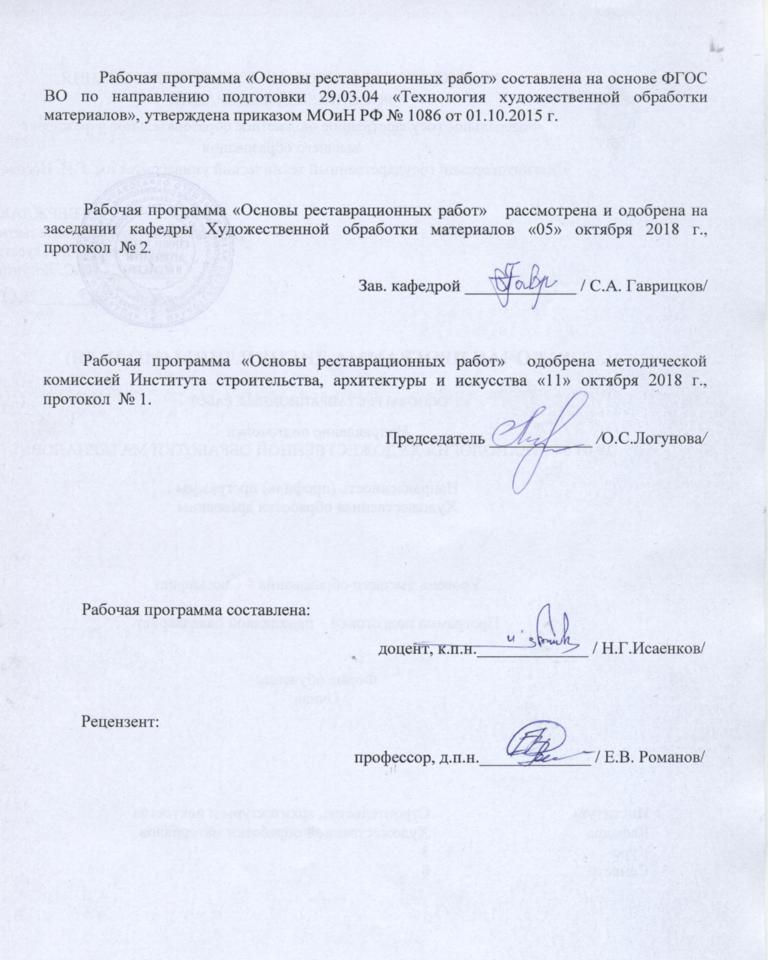 Рабочая программа «Основы реставрационных работ» составлена на основе ФГОС
ВО по направлению подготовки 29.03.04 «Технология художественной обработки
материалов», утверждена приказом МОиН РФ № 1086 от 01.10.2015 г.
Рабочая программа «Основы реставрационных работ» рассмотрена и одобрена на
заседании кафедры Художественной обработки материалов «05» октября 2018 г.,
протокол № 2.
Зав. кафедрой _____________ / С.А. Гаврицков/
Рабочая программа «Основы реставрационных работ» одобрена методической
комиссией Института строительства, архитектуры и искусства «11» октября 2018 г.,
протокол № 1.
Председатель ____________ /О.С.Логунова/
Рабочая программа составлена:
доцент, к.п.н._____________ / Н.Г.Исаенков/
Рецензент:
профессор, д.п.н._____________ / Е.В. Романов/